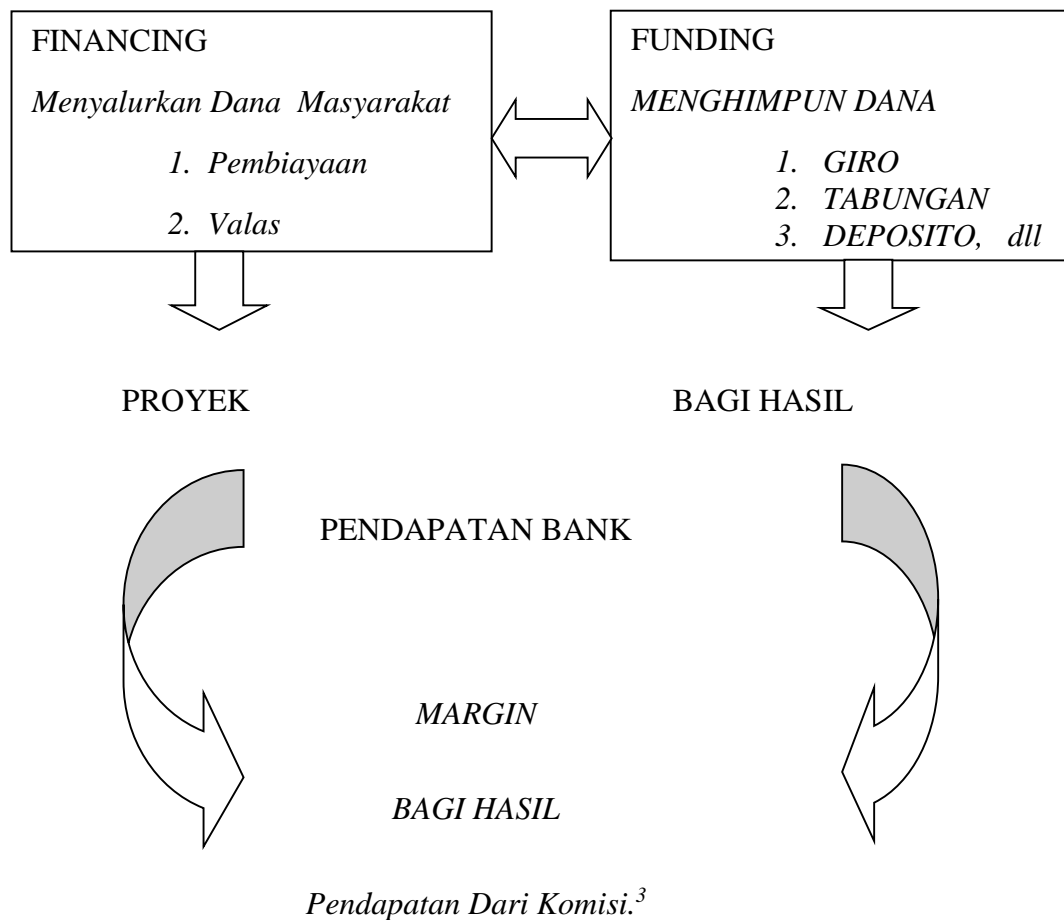 FINANCING
Menyalurkan Dana Masyarakat
1. Pembiayaan
2. Valas
FUNDING
MENGHIMPUN DANA
1. GIRO
2. TABUNGAN
3. DEPOSITO, dll
PROYEK
BAGI HASIL
PENDAPATAN BANK
MARGIN
BAGI HASIL
Pendapatan Dari Komisi.³